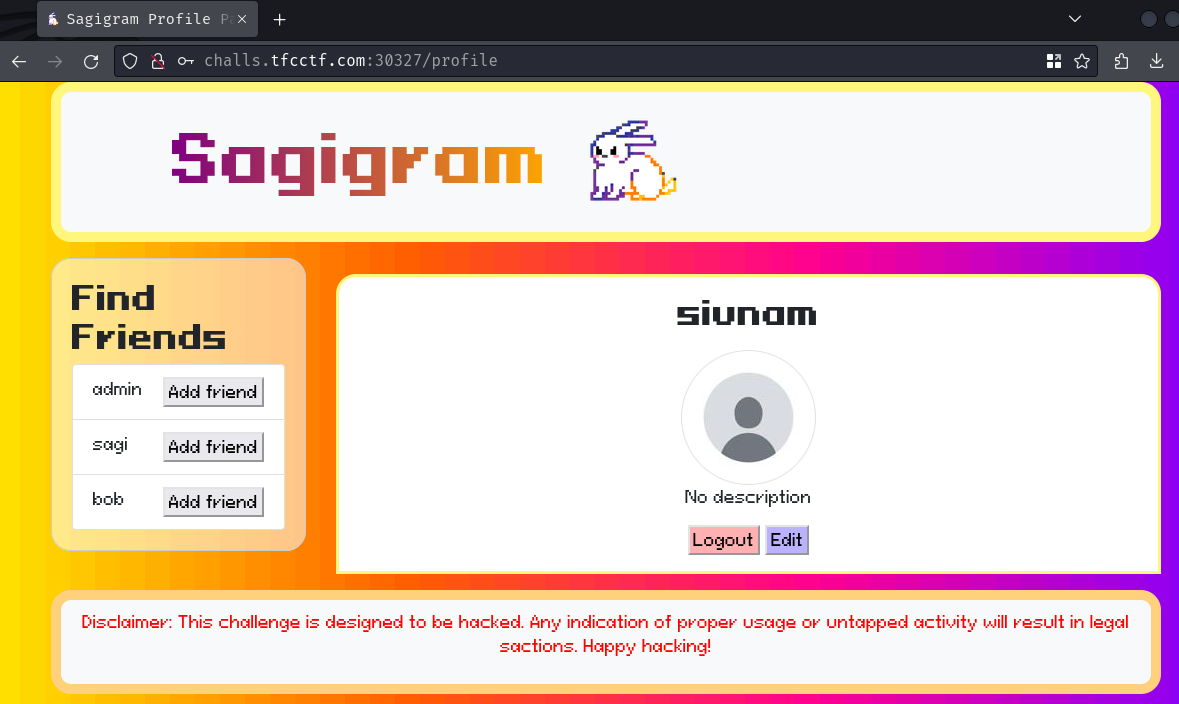 Sagigram Profile Pa
challs.tfcctf.com:30327/profile
Sagigram
Find
Friends
admin Add friend
sagi Add friend
bob Add friend
siunam
No description
Logout Edit
Disclaimer: This challenge is designed to be hacked. Any indication of proper usage or untapped activity will result in legal
sactions. Happy hacking!